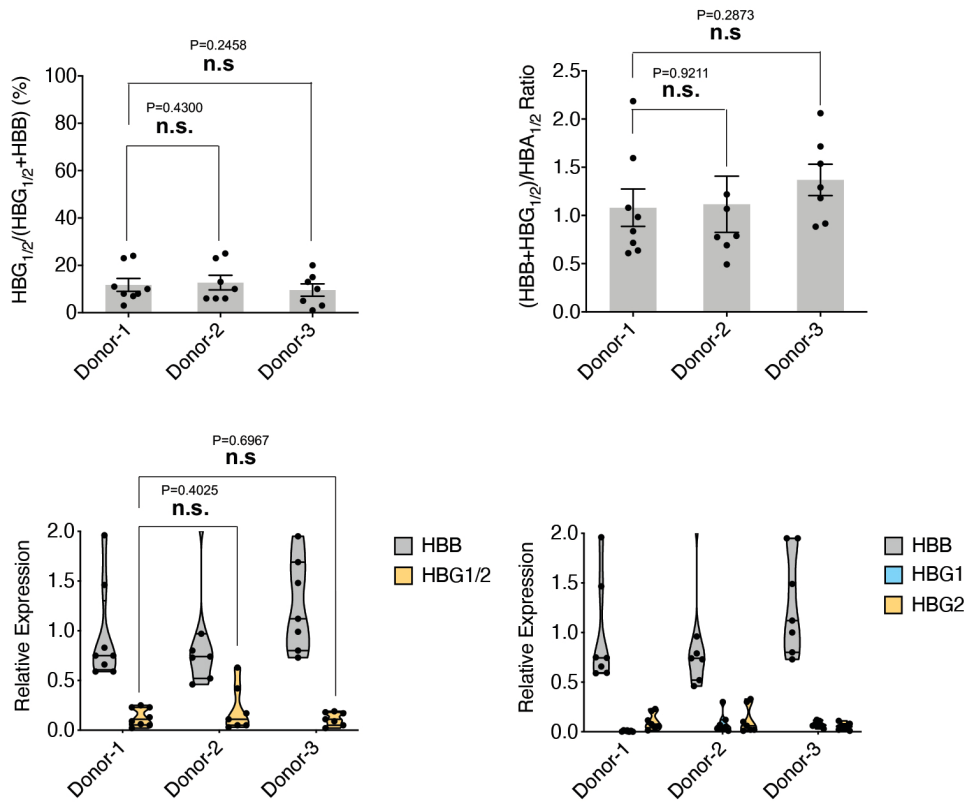 P=0.2458
n.s
P=0.4300
n.s.
HBG1/2/(HBG1/2+HBB) (%)
100
80
60
40
20
0
Donor-1
Donor-2
Donor-3
P=0.2873
n.s
P=0.9211
n.s.
(HBB+HBG1/2)/HBA1/2 Ratio
2.5
2.0
1.5
1.0
0.5
0.0
Donor-1
Donor-2
Donor-3
P=0.6967
n.s
P=0.4025
n.s.
Relative Expression
2.0
1.5
1.0
0.5
0.0
Donor-1
Donor-2
Donor-3
HBB
HBG1/2
Relative Expression
2.0
1.5
1.0
0.5
0.0
Donor-1
Donor-2
Donor-3
HBB
HBG1
HBG2